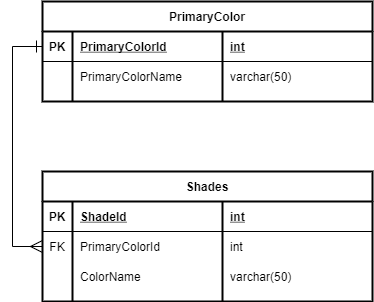 PrimaryColor
PK PrimaryColorId int
PrimaryColorName varchar(50)
Shades
PK ShadeId int
FK PrimaryColorId int
ColorName varchar(50)